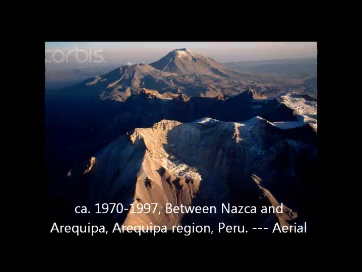 corbis.
ca. 1970-1997, Between Nazca and
Arequipa, Arequipa region, Peru. --- Aerial